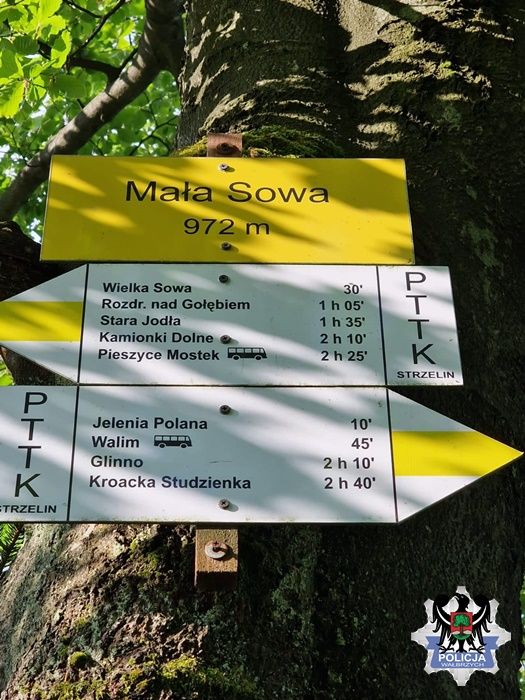 Mała Sowa
972 m
Wielka Sowa 30'
Rozdr. nad Gołębiem 1 h 05'
Stara Jodła 1 h 35'
Kamionki Dolne 2 h 10'
Pieszyce Mostek 2 h 25'
PTTK
STRZELIN
PTTK
STRZELIN
Jelenia Polana 10'
Walim 45'
Glinno 2 h 10'
Kroacka Studzienka 2 h 40'
POLICJA
WAŁBRZYCH